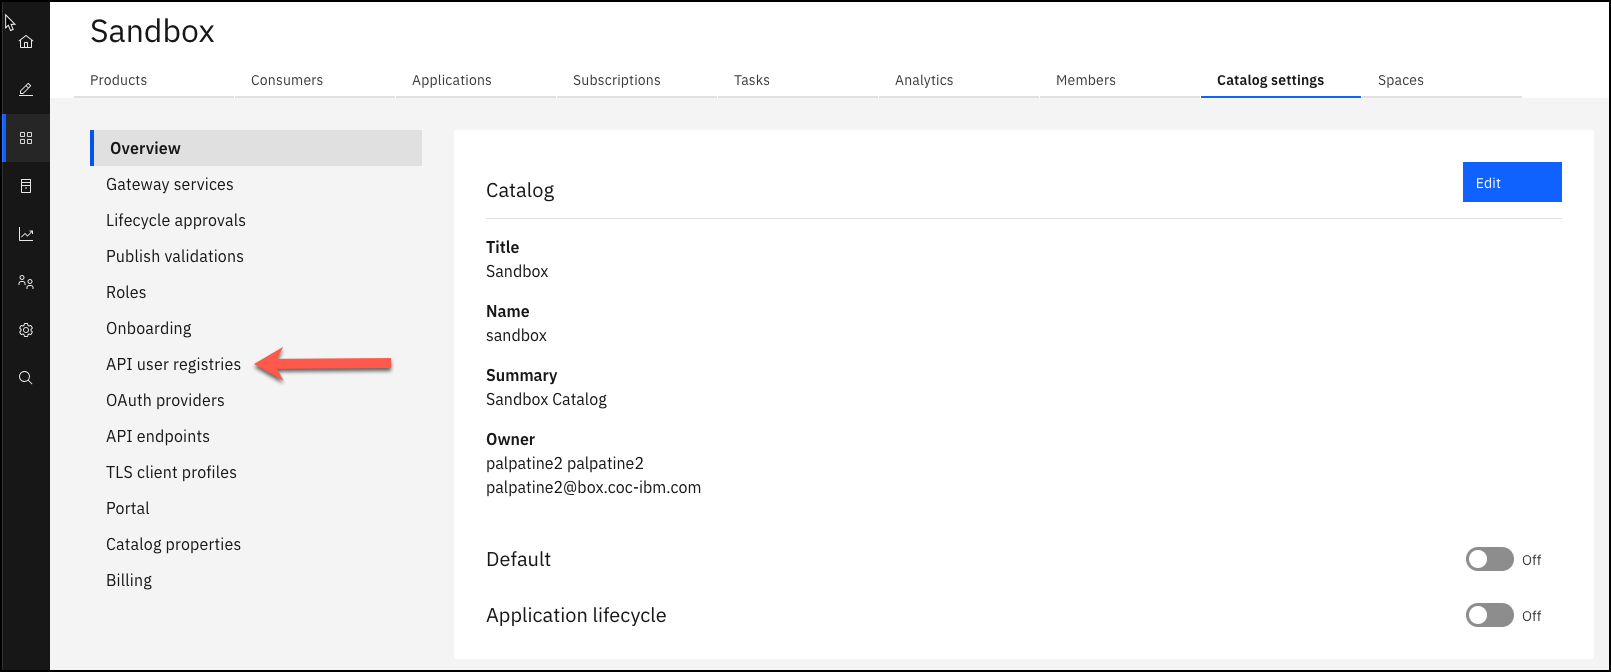 Sandbox
Products Consumers Applications Subscriptions Tasks Analytics Members Catalog settings Spaces
Overview
Gateway services
Lifecycle approvals
Publish validations
Roles
Onboarding
API user registries
OAuth providers
API endpoints
TLS client profiles
Portal
Catalog properties
Billing
Catalog
Edit
Title
Sandbox
Name
sandbox
Summary
Sandbox Catalog
Owner
palpatine2 palpatine2
palpatine2@box.coc-ibm.com
Default
Off
Application lifecycle
Off